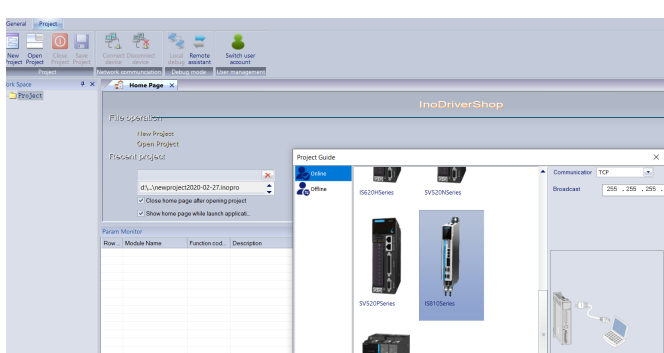 General Project
New Project
Open Project
Close Project
Save Project
Connect device
Disconnect device
Local debug
Remote assistant
Switch user account
Project
Network communication
Debug mode
User management
ork Space
Home Page
Project
InoDriverShop
File operation
New Project
Open Project
Recent project
d:\...\newproject2020-02-27.inopro
Close home page after opening project
Show home page while launch applicati...
Param Monitor
Row... Module Name Function cod... Description
Project Guide
Online
Offline
IS620HSeries
SV520NSeries
SV520PSeries
IS810Series
Communicatior TCP
Broadcast 255 . 255 . 255 .